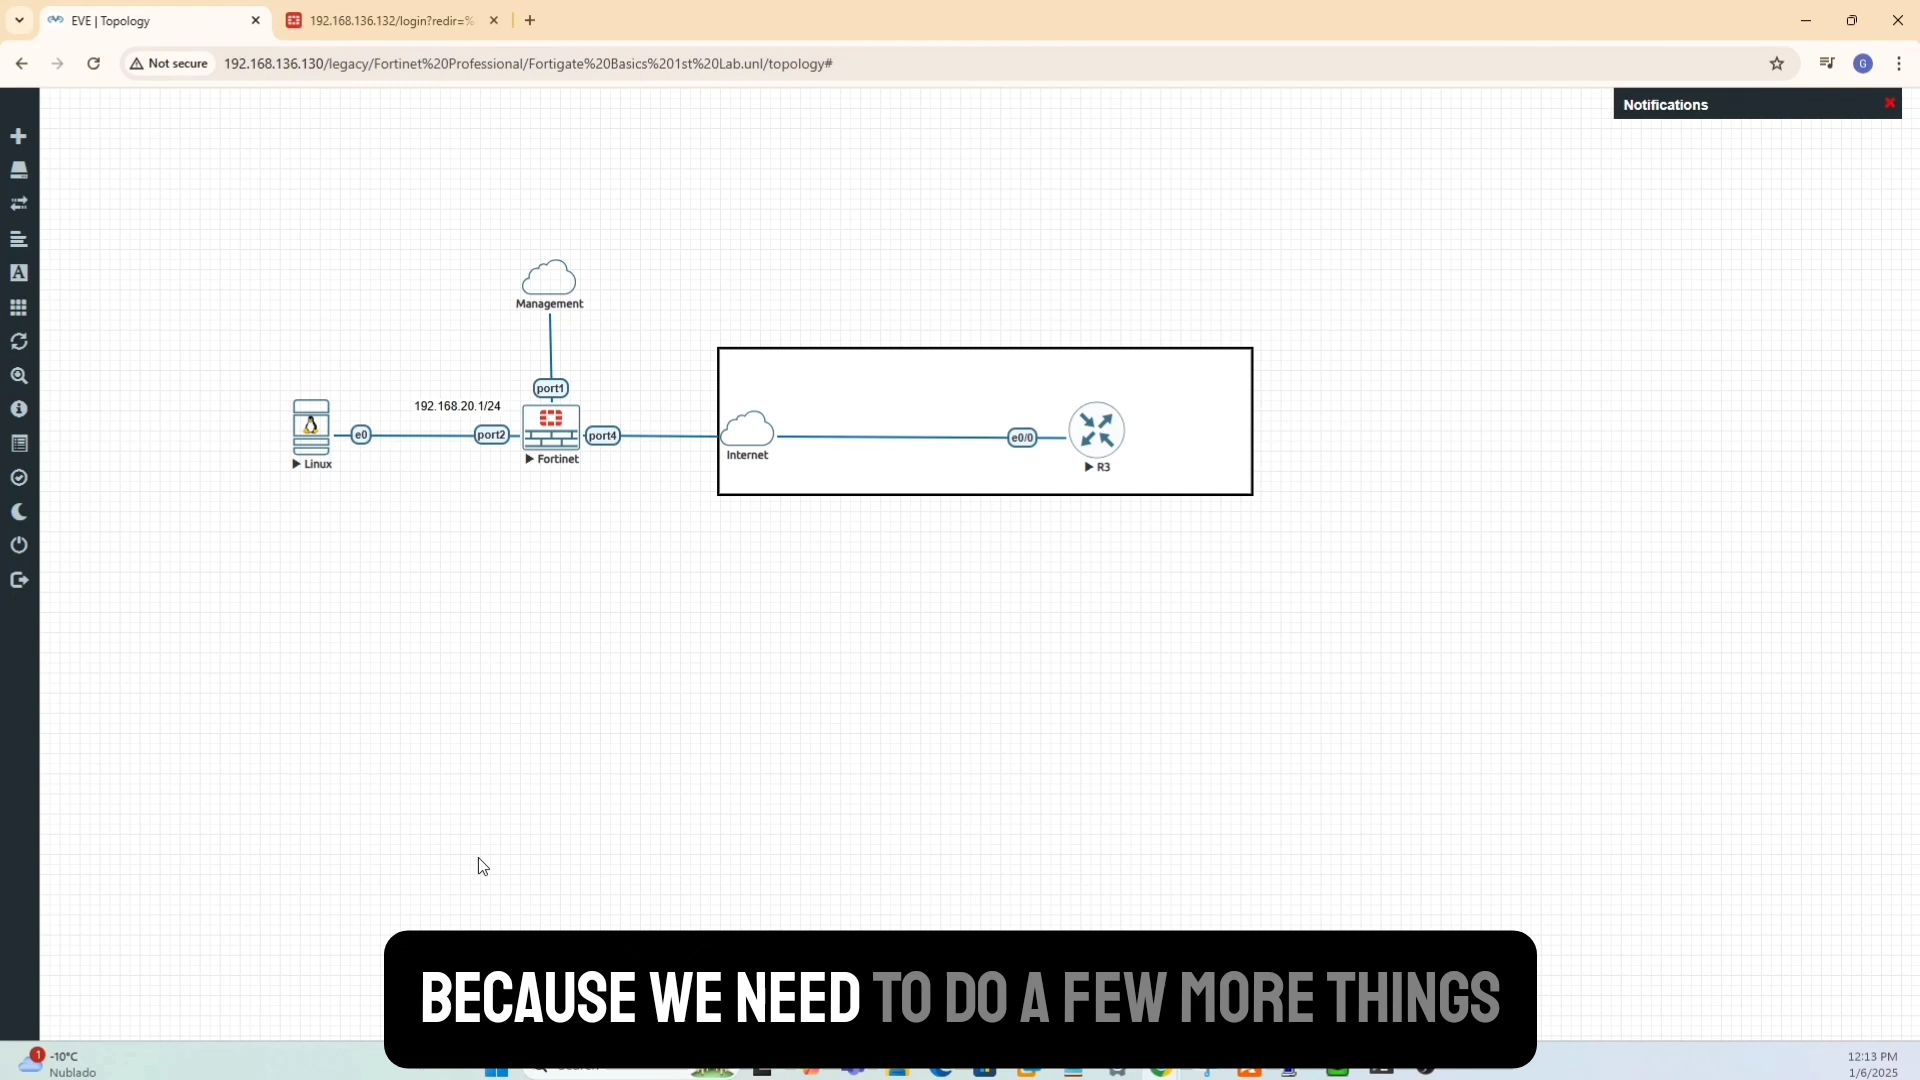 EVE | Topology
192.168.136.132/login?redir=%
Not secure
192.168.136.130/legacy/Fortinet%20Professional/Fortigate%20Basics%201st%20Lab.unl/topology#
G
Notifications
A
Management
port1
192.168.20.1/24
e0
port2
port4
e0/0
Linux
Fortinet
Internet
R3
BECAUSE WE NEED TO DO A FEW MORE THINGS
1
-10°C
Nublado
12:13 PM
1/6/2025